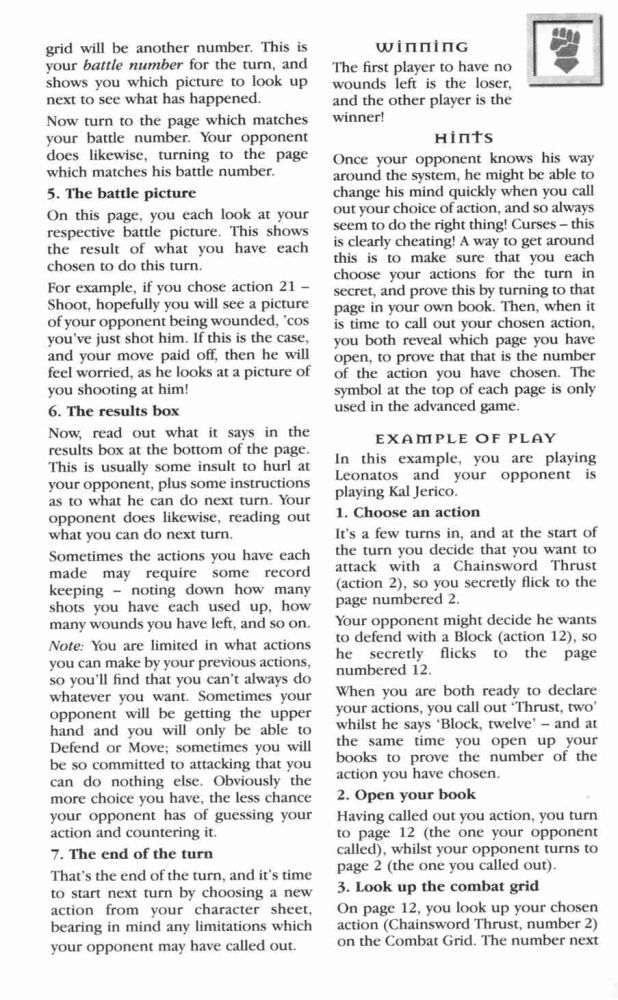 grid will be another number. This is
your battle number for the turn, and
shows you which picture to look up
next to see what has happened.
Now turn to the page which matches
your battle number. Your opponent
does likewise, turning to the page
which matches his battle number.
5. The battle picture
On this page, you each look at your
respective battle picture. This shows
the result of what you have each
chosen to do this turn.
For example, if you chose action 21 –
Shoot, hopefully you will see a picture
of your opponent being wounded, 'cos
you've just shot him. If this is the case,
and your move paid off, then he will
feel worried, as he looks at a picture of
you shooting at him!
6. The results box
Now, read out what it says in the
results box at the bottom of the page.
This is usually some insult to hurl at
your opponent, plus some instructions
as to what he can do next turn. Your
opponent does likewise, reading out
what you can do next turn.
Sometimes the actions you have each
made may require some record
keeping – noting down how many
shots you have each used up, how
many wounds you have left, and so on.
Note: You are limited in what actions
you can make by your previous actions,
so you'll find that you can't always do
whatever you want. Sometimes your
opponent will be getting the upper
hand and you will only be able to
Defend or Move; sometimes you will
be so committed to attacking that you
can do nothing else. Obviously the
more choice you have, the less chance
your opponent has of guessing your
action and countering it.
7. The end of the turn
That's the end of the turn, and it's time
to start next turn by choosing a new
action from your character sheet,
bearing in mind any limitations which
your opponent may have called out.
WINNING
The first player to have no
wounds left is the loser,
and the other player is the
winner!
HINTS
Once your opponent knows his way
around the system, he might be able to
change his mind quickly when you call
out your choice of action, and so always
seem to do the right thing! Curses – this
is clearly cheating! A way to get around
this is to make sure that you each
choose your actions for the turn in
secret, and prove this by turning to that
page in your own book. Then, when it
is time to call out your chosen action,
you both reveal which page you have
open, to prove that that is the number
of the action you have chosen. The
symbol at the top of each page is only
used in the advanced game.
EXAMPLE OF PLAY
In this example, you are playing
Leonatos and your opponent is
playing Kal Jerico.
1. Choose an action
It's a few turns in, and at the start of
the turn you decide that you want to
attack with a Chainsword Thrust
(action 2), so you secretly flick to the
page numbered 2.
Your opponent might decide he wants
to defend with a Block (action 12), so
he secretly flicks to the page
numbered 12.
When you are both ready to declare
your actions, you call out 'Thrust, two'
whilst he says 'Block, twelve' – and at
the same time you open up your
books to prove the number of the
action you have chosen.
2. Open your book
Having called out you action, you turn
to page 12 (the one your opponent
called), whilst your opponent turns to
page 2 (the one you called out).
3. Look up the combat grid
On page 12, you look up your chosen
action (Chainsword Thrust, number 2)
on the Combat Grid. The number next